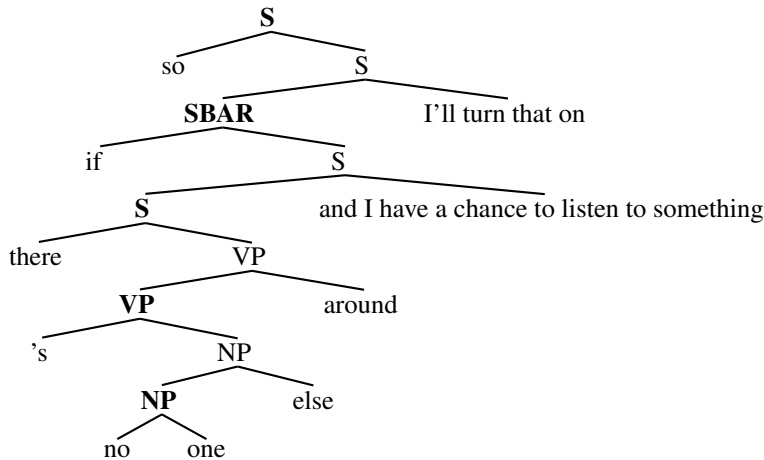 S
so S
SBAR I'll turn that on
if S
S and I have a chance to listen to something
there VP
VP around
's NP
NP else
no one